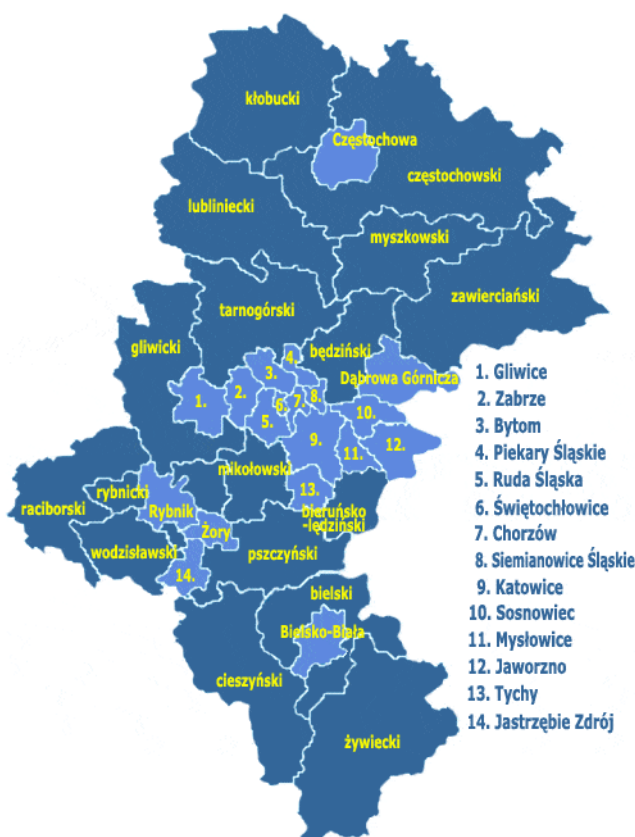 kłobucki
Częstochowa
częstochowski
lubliniecki
myszkowski
zawierciański
tarnogórski
gliwicki
będziński
Dąbrowa Górnicza
4.
3.
2.
1.
8.
7.
6.
5.
10.
9.
11.
12.
mikołowski
13.
rybnicki
raciborski
Rybnik
Bieruńsko
-lędziński
Żory
wodzisławski
pszczyński
14.
bielski
Bielsko-Biała
cieszyński
żywiecki
1. Gliwice
2. Zabrze
3. Bytom
4. Piekary Śląskie
5. Ruda Śląska
6. Świętochłowice
7. Chorzów
8. Siemianowice Śląskie
9. Katowice
10. Sosnowiec
11. Mysłowice
12. Jaworzno
13. Tychy
14. Jastrzębie Zdrój